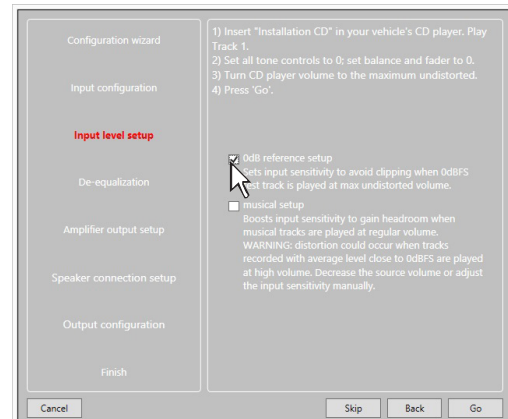 Configuration wizard
Input configuration
Input level setup
De-equalization
Amplifier output setup
Speaker connection setup
Output configuration
Finish
1) Insert "Installation CD" in your vehicle's CD player. Play
Track 1.
2) Set all tone controls to 0; set balance and fader to 0.
3) Turn CD player volume to the maximum undistorted.
4) Press 'Go'.
0dB reference setup
Sets input sensitivity to avoid clipping when 0dBFS
track is played at max undistorted volume.
musical setup
Boosts input sensitivity to gain headroom when
musical tracks are played at regular volume.
WARNING: distortion could occur when tracks
recorded with average level close to 0dBFS are played
at high volume. Decrease the source volume or adjust
the input sensitivity manually.
Cancel
Skip
Back
Go